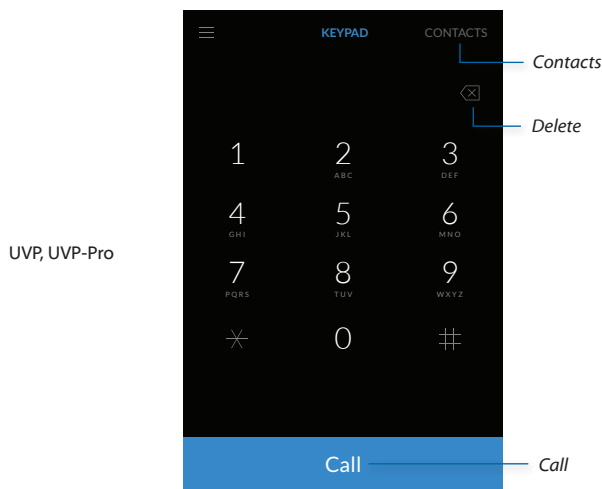 KEYPAD CONTACTS
Contacts
Delete
1 2 3
ABC DEF
4 5 6
GHI JKL MNO
UVP, UVP-Pro
7 8 9
PQRS TUV WXYZ
* 0 #
Call Call